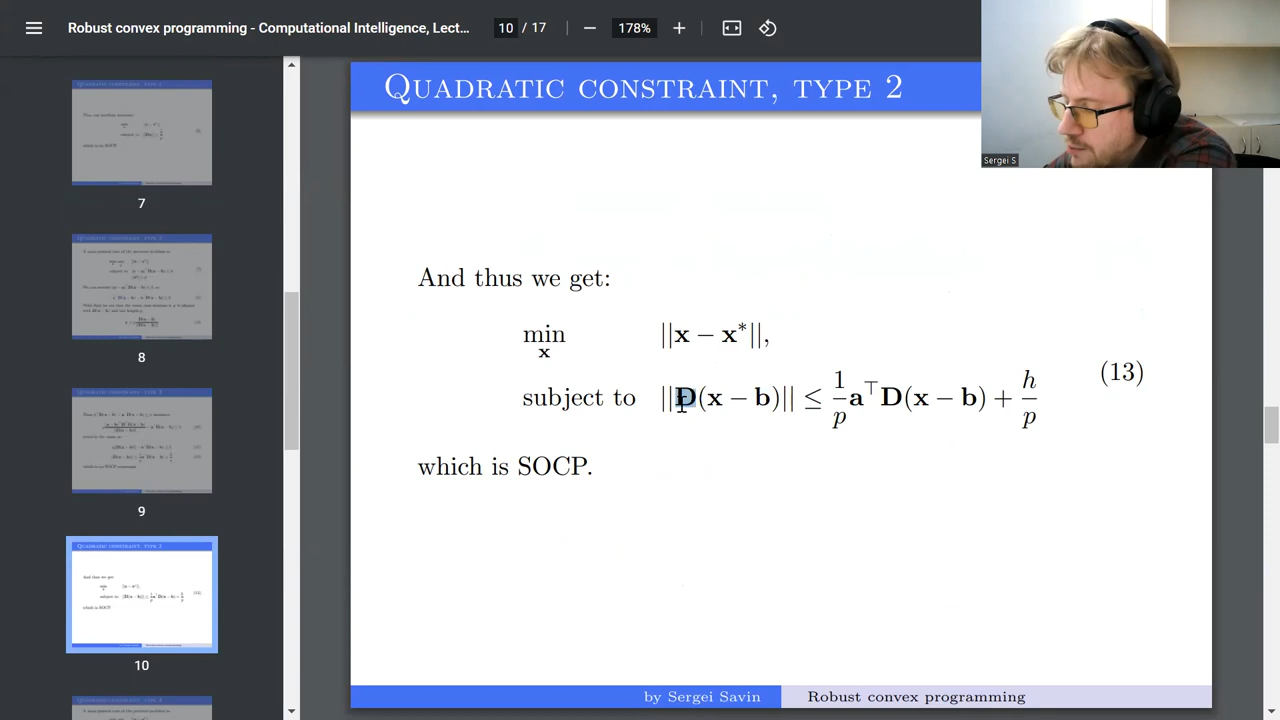 Robust convex programming - Computational Intelligence, Lect...
10 / 17
178%
Sergei S
QUADRATIC CONSTRAINT, TYPE 2
And thus we get:
min ||x − x*||,
x
subject to ||D(x − b)|| ≤ 1/p a⊤D(x − b) + h/p
(13)
which is SOCP.
by Sergei Savin
Robust convex programming
7
8
9
10